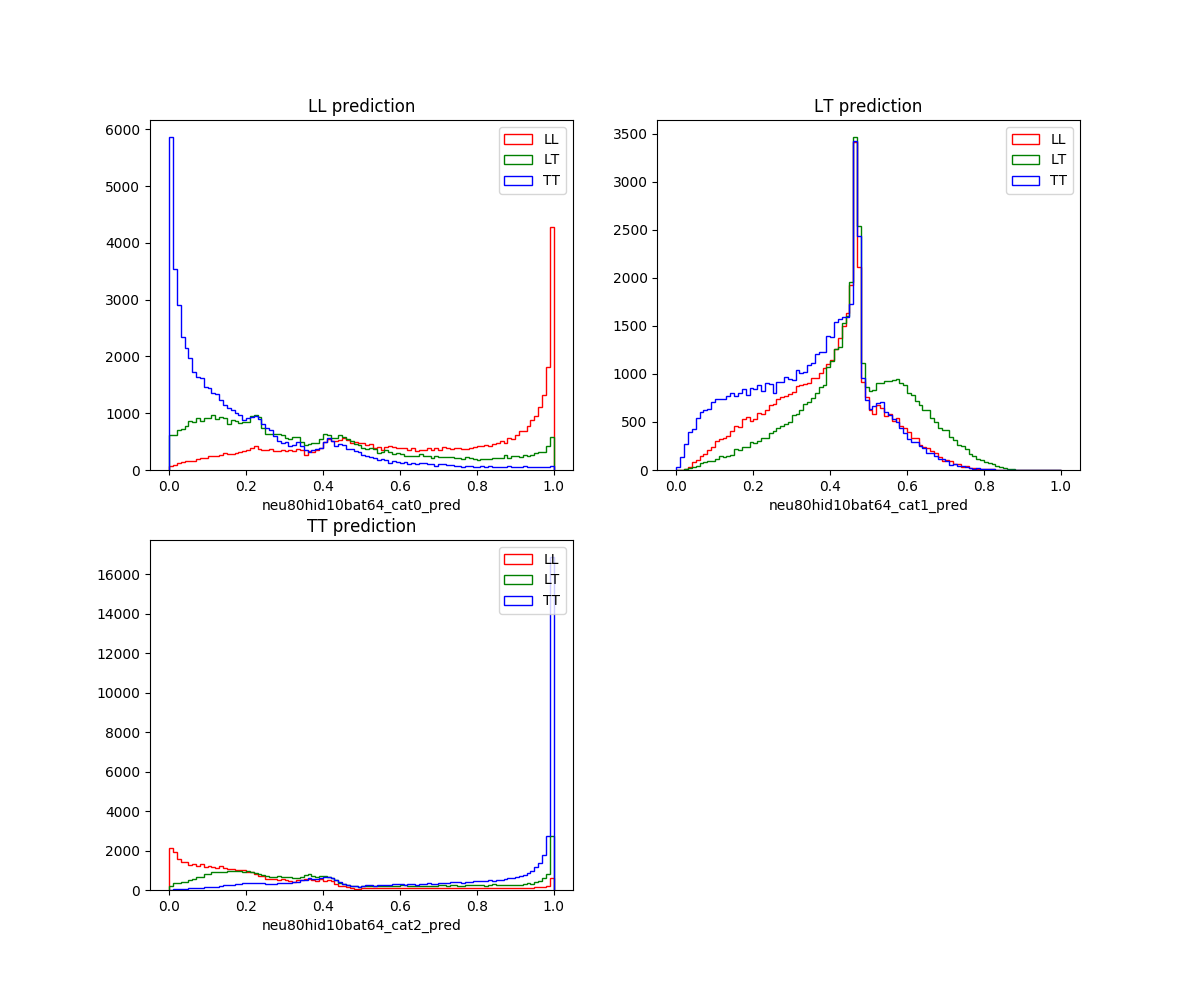 LL prediction
LT prediction
6000
5000
4000
3000
2000
1000
0
LL
LT
TT
0.0 0.2 0.4 0.6 0.8 1.0
neu80hid10bat64_cat0_pred
3500
3000
2500
2000
1500
1000
500
0
LL
LT
TT
0.0 0.2 0.4 0.6 0.8 1.0
neu80hid10bat64_cat1_pred
TT prediction
16000
14000
12000
10000
8000
6000
4000
2000
0
LL
LT
TT
0.0 0.2 0.4 0.6 0.8 1.0
neu80hid10bat64_cat2_pred